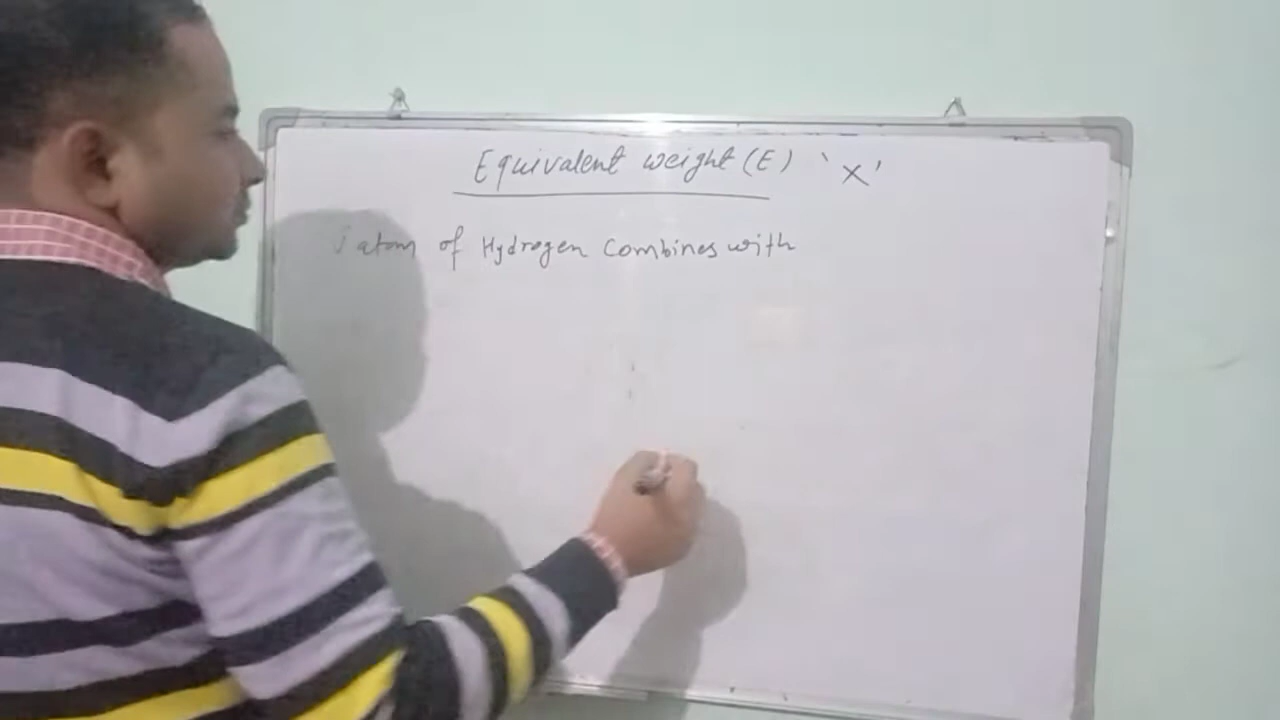 Equivalent weight (E) 'X'
1 atom of Hydrogen Combines with